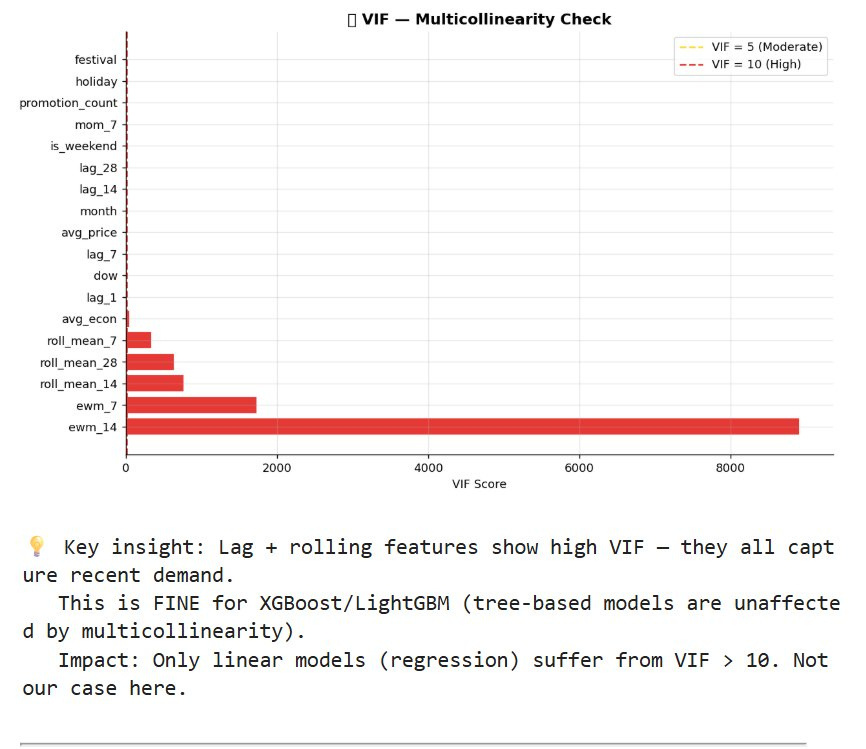 ▯ VIF — Multicollinearity Check
VIF = 5 (Moderate)
VIF = 10 (High)
festival
holiday
promotion_count
mom_7
is_weekend
lag_28
lag_14
month
avg_price
lag_7
dow
lag_1
avg_econ
roll_mean_7
roll_mean_28
roll_mean_14
ewm_7
ewm_14
0 2000 4000 6000 8000
VIF Score
💡 Key insight: Lag + rolling features show high VIF — they all capt
ure recent demand.
This is FINE for XGBoost/LightGBM (tree-based models are unaffecte
d by multicollinearity).
Impact: Only linear models (regression) suffer from VIF > 10. Not
our case here.